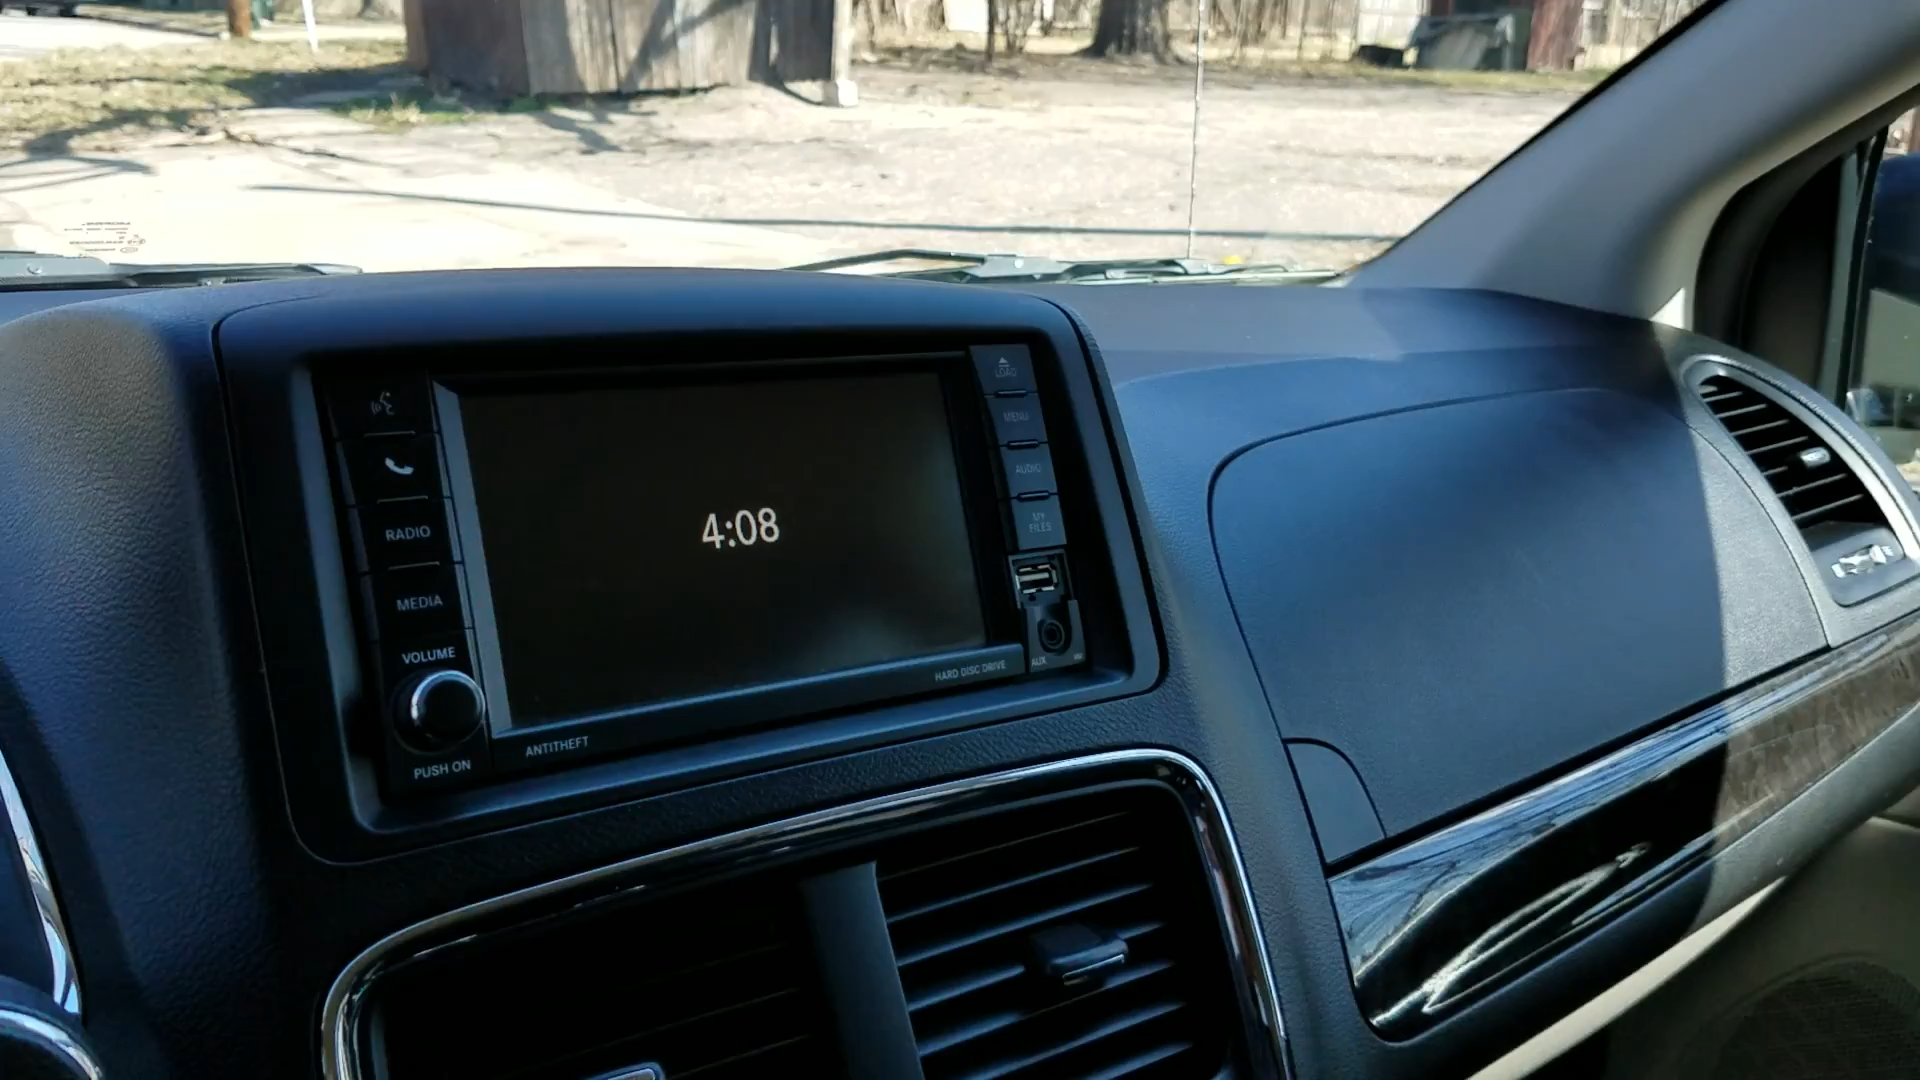 LOAD
MENU
AUDIO
MY
FILES
RADIO
MEDIA
VOLUME
4:08
AUX
HARD DISC DRIVE
ANTITHEFT
PUSH ON